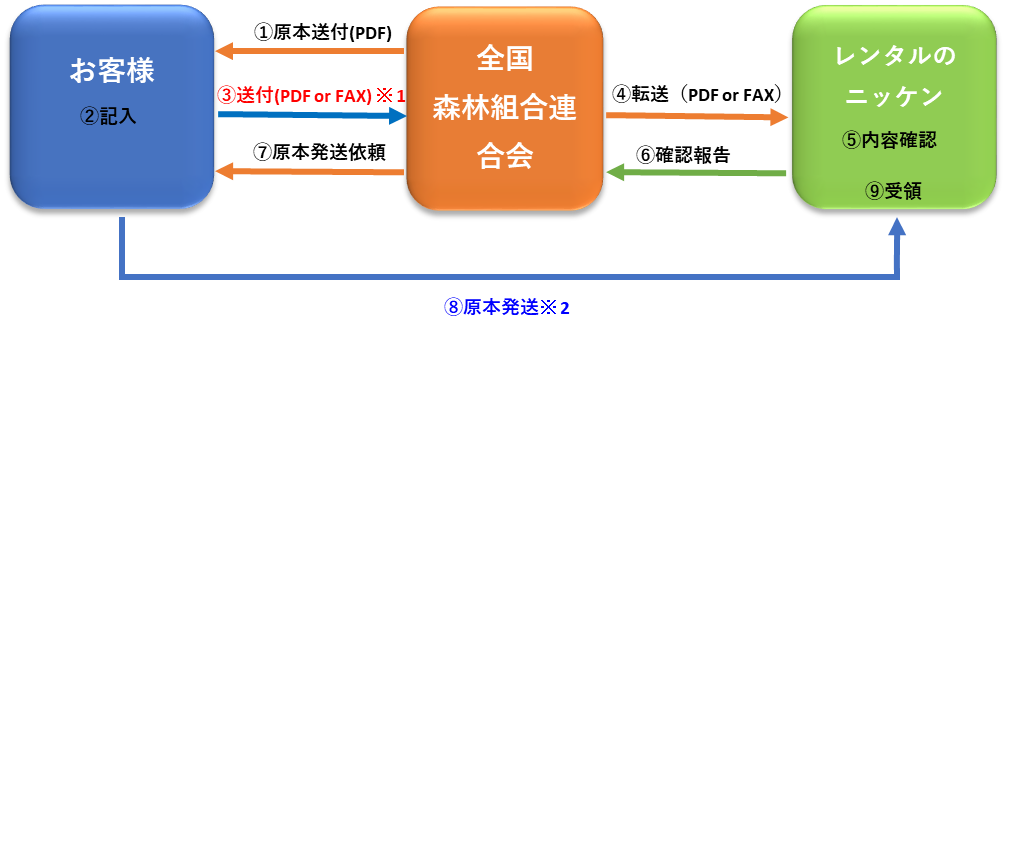 お客様
②記入
①原本送付(PDF)
③送付(PDF or FAX) ※1
⑦原本発送依頼
全国
森林組合連
合会
④転送（PDF or FAX）
⑥確認報告
レンタルの
ニッケン
⑤内容確認
⑨受領
⑧原本発送※2